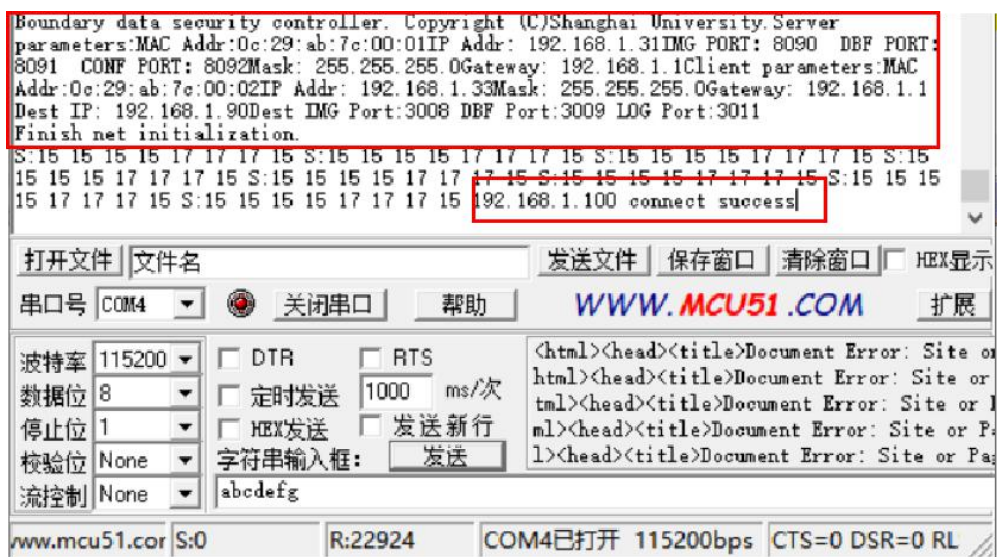 Boundary data security controller. Copyright (C)Shanghai University.Server
parameters:MAC Addr:0c:29:ab:7c:00:01IP Addr: 192.168.1.31IMG PORT: 8090 DBF PORT:
8091 CONF PORT: 8092Mask: 255.255.255.0Gateway: 192.168.1.1Client parameters:MAC
Addr:0c:29:ab:7c:00:02IP Addr: 192.168.1.33Mask: 255.255.255.0Gateway: 192.168.1.1
Dest IP: 192.168.1.90Dest IMG Port:3008 DBF Port:3009 LOG Port:3011
Finish net initialization.
S:15 15 15 15 17 17 17 15 S:15 15 15 15 17 17 17 15 S:15 15 15 15 17 17 17 15 S:15
15 15 15 17 17 17 15 S:15 15 15 15 17 17 17 15 S:15 15 15 15 17 17 17 15 S:15 15 15
15 17 17 17 15 S:15 15 15 15 17 17 17 15 192.168.1.100 connect success
打开文件 文件名 发送文件 保存窗口 清除窗口 HEX显示
串口号 COM4 关闭串口 帮助 WWW.MCU51.COM 扩展
波特率 115200 DTR RTS
数据位 8 定时发送 1000 ms/次
停止位 1 HEX发送 发送新行
校验位 None 字符串输入框: 发送
流控制 None abcdefg
<html><head><title>Document Error: Site or
html><head><title>Document Error: Site or
tml><head><title>Document Error: Site or
ml><head><title>Document Error: Site or Pa
l><head><title>Document Error: Site or Pag
www.mcu51.cor S:0 R:22924 COM4已打开 115200bps CTS=0 DSR=0 RL